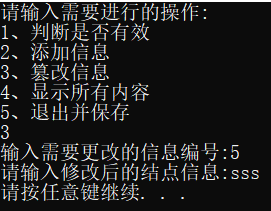 请输入需要进行的操作:
1、判断是否有效
2、添加信息
3、篡改信息
4、显示所有内容
5、退出并保存
3
输入需要更改的信息编号:5
请输入修改后的结点信息:sss
请按任意键继续. . .